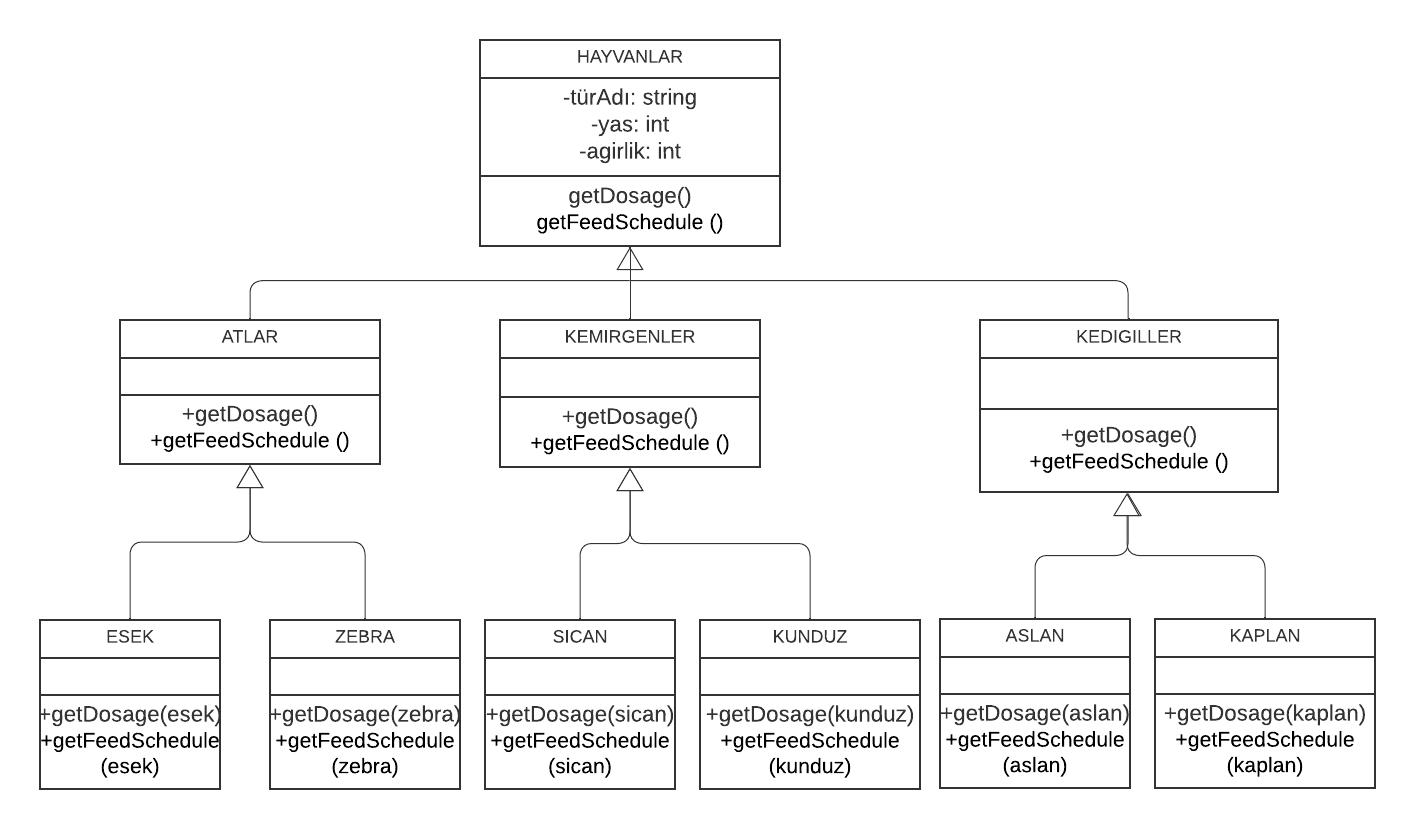 HAYVANLAR
-türAdı: string
-yas: int
-agirlik: int
getDosage()
getFeedSchedule ()
ATLAR
+getDosage()
+getFeedSchedule ()
KEMIRGENLER
+getDosage()
+getFeedSchedule ()
KEDIGILLER
+getDosage()
+getFeedSchedule ()
ESEK
+getDosage(esek)
+getFeedSchedule
(esek)
ZEBRA
+getDosage(zebra)
+getFeedSchedule
(zebra)
SICAN
+getDosage(sican)
+getFeedSchedule
(sican)
KUNDUZ
+getDosage(kunduz)
+getFeedSchedule
(kunduz)
ASLAN
+getDosage(aslan)
+getFeedSchedule
(aslan)
KAPLAN
+getDosage(kaplan)
+getFeedSchedule
(kaplan)